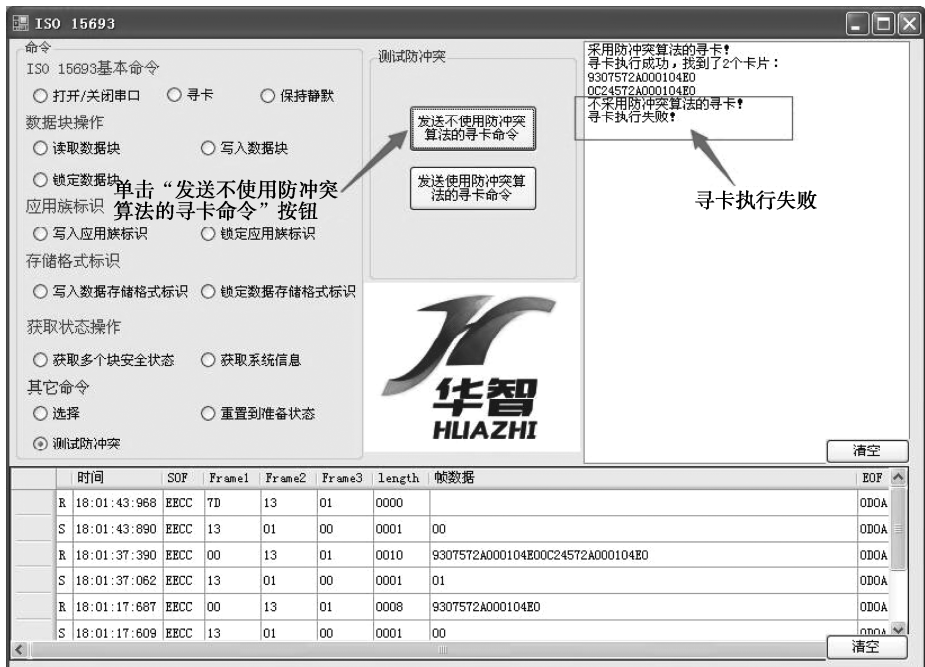 ISO 15693
命令
ISO 15693基本命令
打开/关闭串口
寻卡
保持静默
数据块操作
读取数据块
写入数据块
锁定数据块
单击“发送不使用防冲突
算法的寻卡命令”按钮
应用族标识
写入应用族标识
锁定应用族标识
存储格式标识
写入数据存储格式标识
锁定数据存储格式标识
获取状态操作
获取多个块安全状态
获取系统信息
其它命令
选择
重置到准备状态
测试防冲突
测试防冲突
发送不使用防冲突
算法的寻卡命令
发送使用防冲突算
法的寻卡命令
华智
HUAZHI
采用防冲突算法的寻卡!
寻卡执行成功，找到了2个卡片：
9307572A000104E0
0C24572A000104E0
不采用防冲突算法的寻卡!
寻卡执行失败!
寻卡执行失败
清空
时间 SOF Frame1 Frame2 Frame3 length 帧数据 EOF
R 18:01:43:968 EECC 7D 13 01 0000 0D0A
S 18:01:43:890 EECC 13 01 00 0001 00 0D0A
R 18:01:37:390 EECC 00 13 01 0010 9307572A000104E00C24572A000104E0 0D0A
S 18:01:37:062 EECC 13 01 00 0001 01 0D0A
R 18:01:17:687 EECC 00 13 01 0008 9307572A000104E0 0D0A
S 18:01:17:609 EECC 13 01 00 0001 00 0D0A
清空